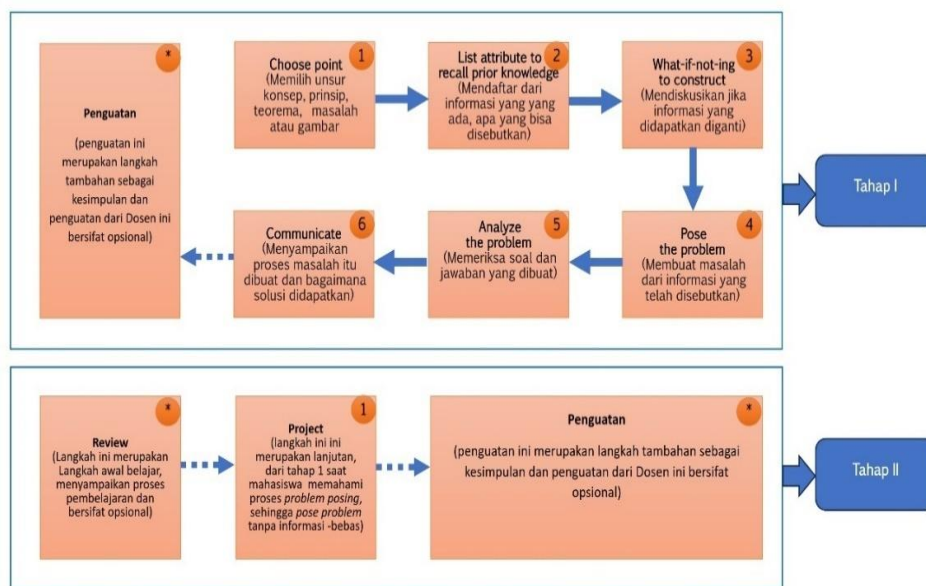 *
Penguatan
(penguatan ini
merupakan langkah
tambahan sebagai
kesimpulan dan
penguatan dari Dosen ini
bersifat opsional)
1
Choose point
(Memilih unsur
konsep, prinsip,
teorema, masalah
atau gambar
2
List attribute to
recall prior knowledge
(Mendaftar dari
informasi yang yang
ada, apa yang bisa
disebutkan)
3
What-if-not-ing
to construct
(Mendiskusikan jika
informasi yang
didapatkan diganti)
4
Pose
the problem
(Membuat masalah
dari informasi yang
telah disebutkan)
5
Analyze
the problem
(Memeriksa soal dan
jawaban yang dibuat)
6
Communicate
(Menyampaikan
proses masalah itu
dibuat dan bagaimana
solusi didapatkan)
Tahap I
*
Review
(Langkah ini merupakan
Langkah awal belajar,
menyampaikan proses
pembelajaran dan
bersifat opsional)
1
Project
(langkah ini ini
merupakan lanjutan,
dari tahap 1 saat
mahasiswa memahami
proses problem posing,
sehingga pose problem
tanpa informasi -bebas)
*
Penguatan
(penguatan ini merupakan langkah tambahan sebagai
kesimpulan dan penguatan dari Dosen ini bersifat
opsional)
Tahap II